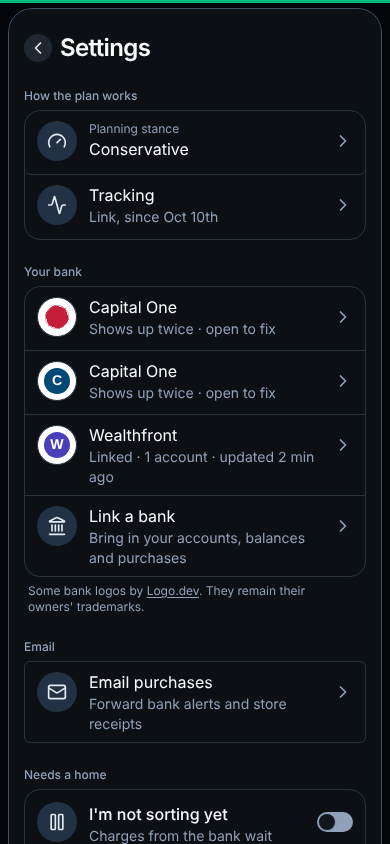 Settings
How the plan works
Planning stance
Conservative
Tracking
Link, since Oct 10th
Your bank
Capital One
Shows up twice · open to fix
C
Capital One
Shows up twice · open to fix
W
Wealthfront
Linked · 1 account · updated 2 min
ago
Link a bank
Bring in your accounts, balances
and purchases
Some bank logos by Logo.dev. They remain their
owners' trademarks.
Email
Email purchases
Forward bank alerts and store
receipts
Needs a home
I'm not sorting yet
Charges from the bank wait